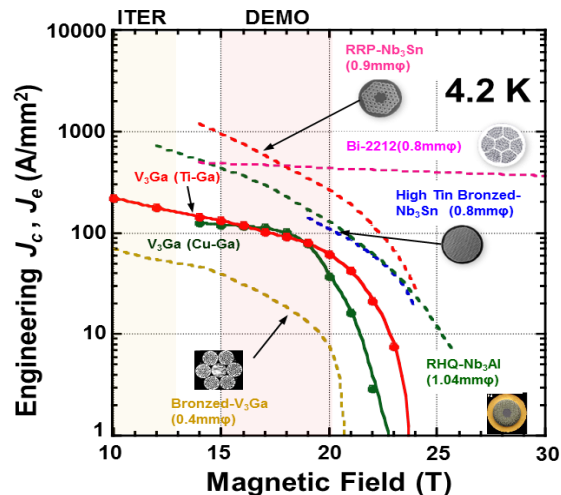 ITER DEMO
RRP-Nb₃Sn
(0.9mmφ)
4.2 K
Bi-2212(0.8mmφ)
V₃Ga (Ti-Ga)
High Tin Bronzed-
Nb₃Sn (0.8mmφ)
V₃Ga (Cu-Ga)
RHQ-Nb₃Al
(1.04mmφ)
Bronzed-V₃Ga
(0.4mmφ)
Engineering Jc, Je (A/mm²)
10000
1000
100
10
1
10 15 20 25 30
Magnetic Field (T)